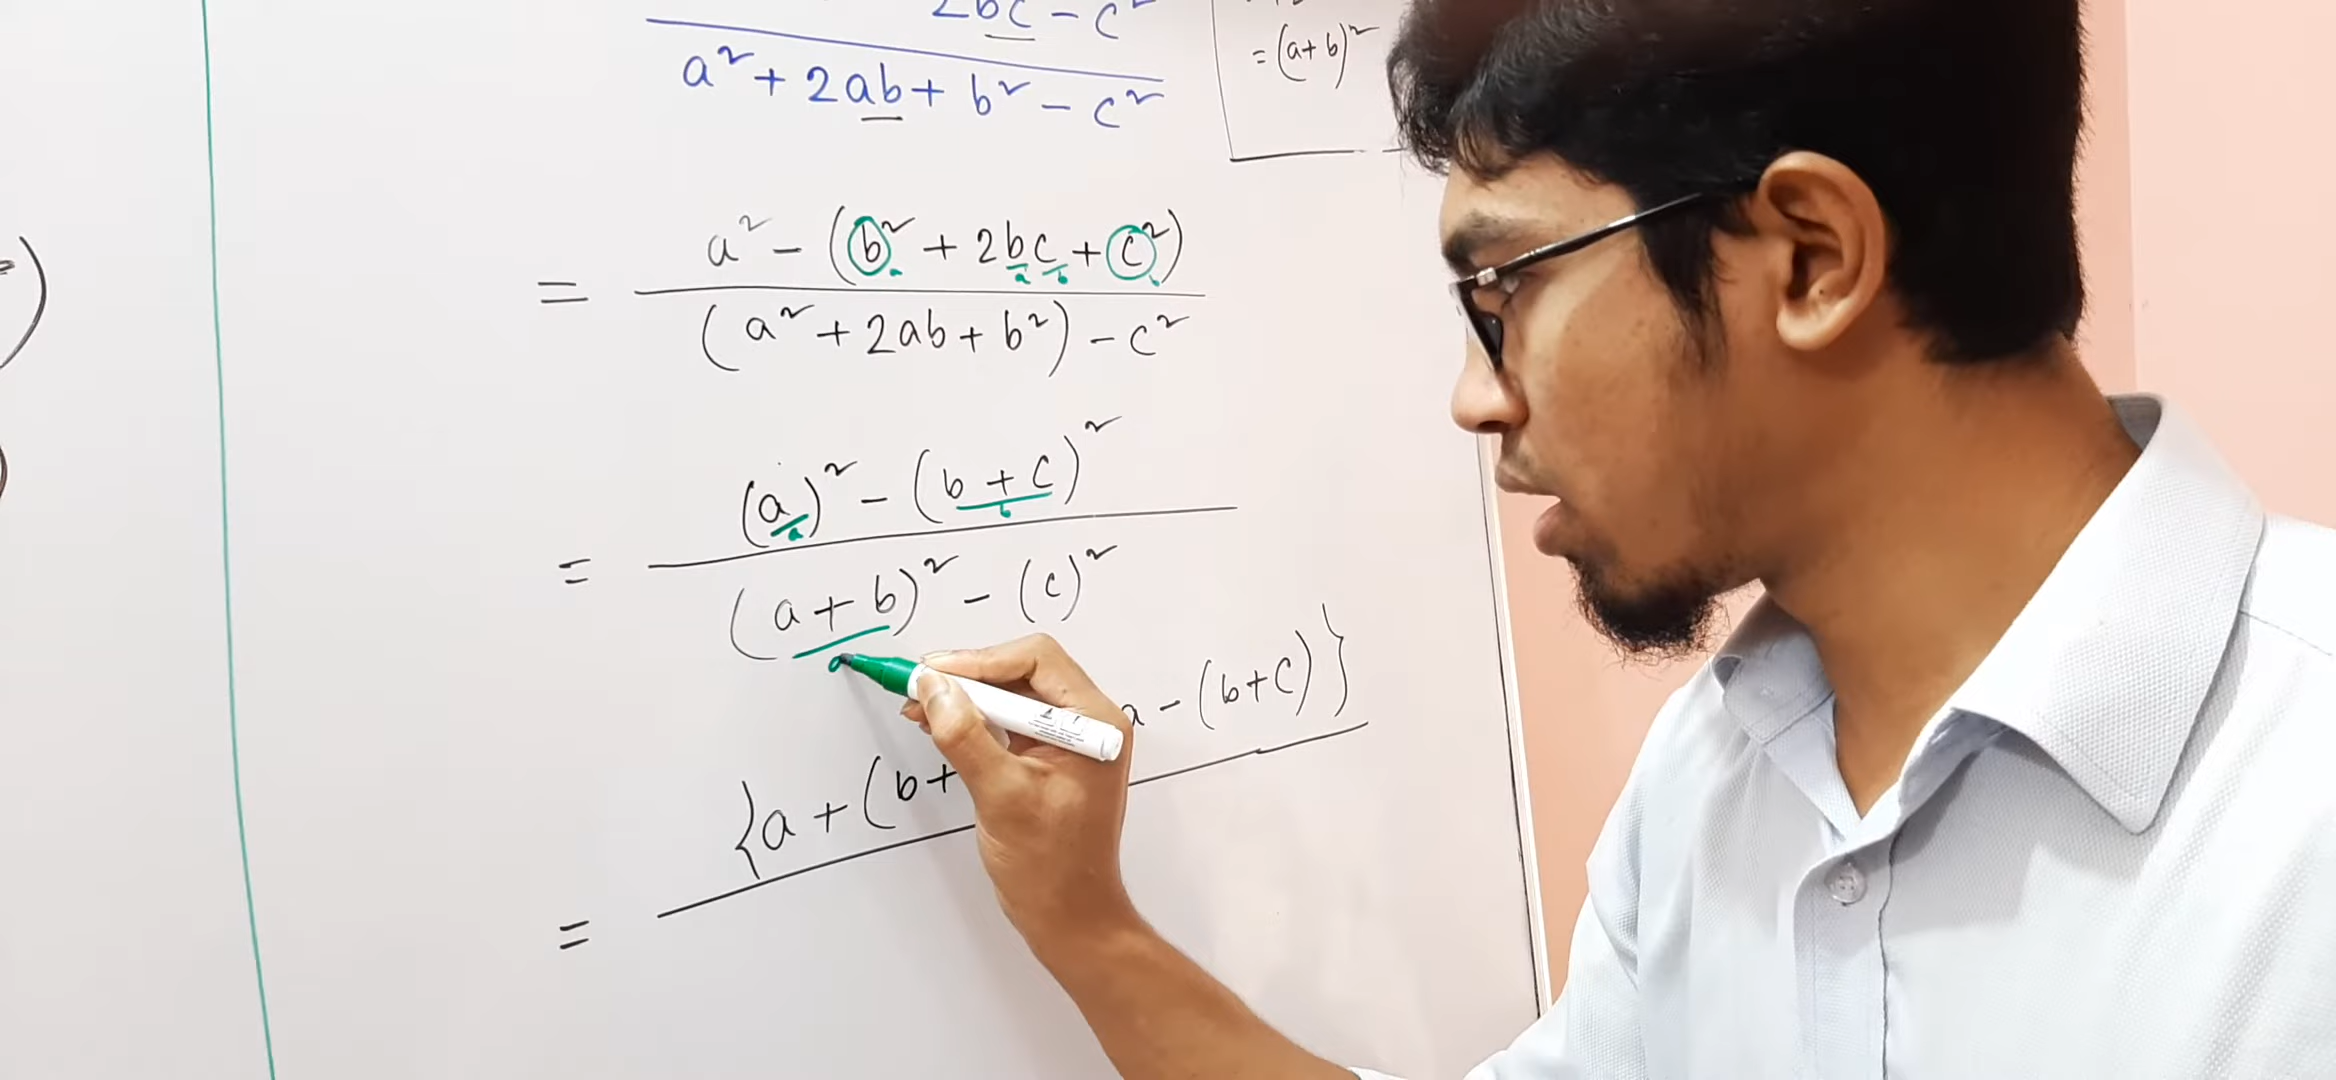 2bc - c²
a² + 2ab + b² - c²
= (a+b)²
= a² - (b² + 2bc + c²)
a b
(a² + 2ab + b²) - c²
= (a)² - (b + c)²
a b
(a + b)² - (c)²
a
= {a + (b+ a - (b+c)}